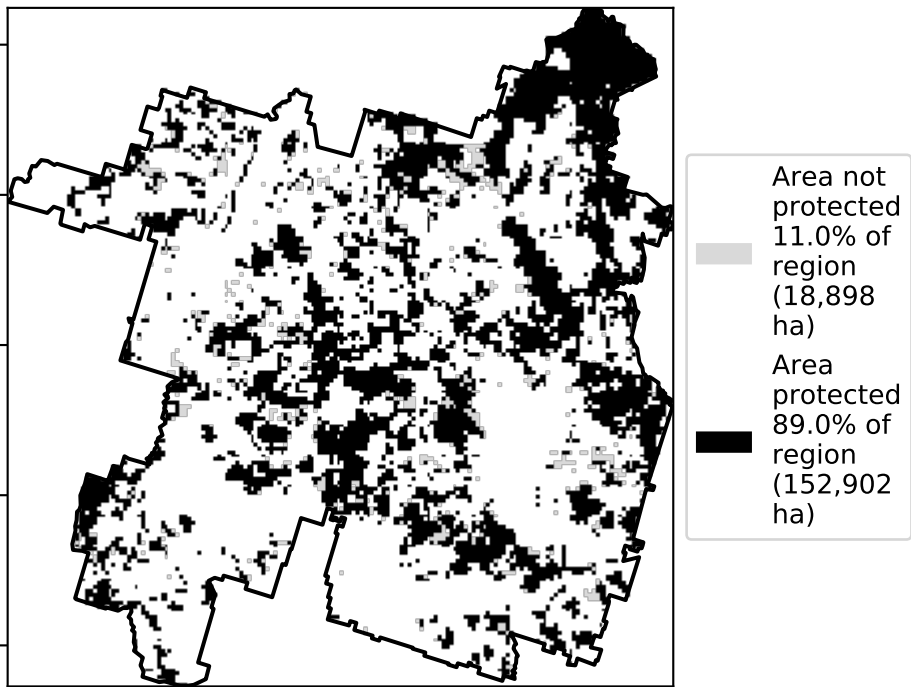 Area not
protected
11.0% of
region
(18,898
ha)
Area
protected
89.0% of
region
(152,902
ha)